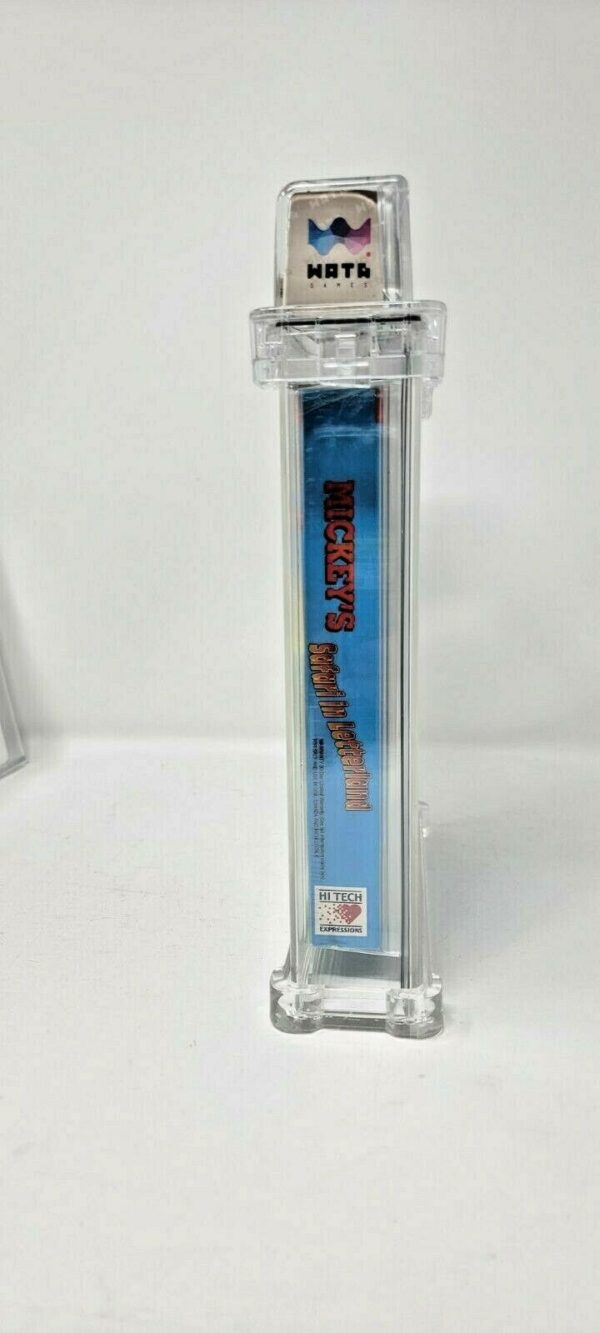 WATA
GAMES
MICKEY'S
Safari in Letterland
HI TECH
EXPRESSIONS